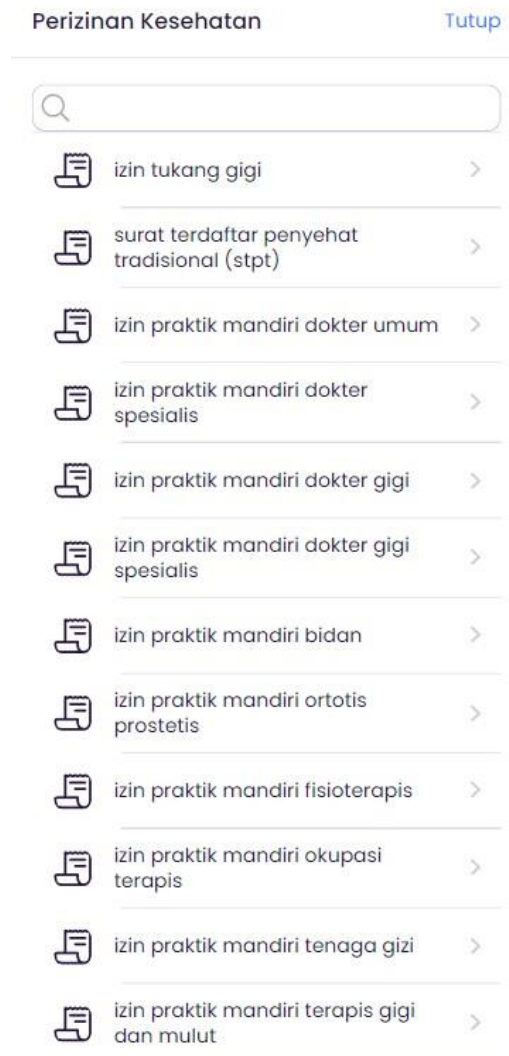 Perizinan Kesehatan Tutup
izin tukang gigi
surat terdaftar penyehat
tradisional (stpt)
izin praktik mandiri dokter umum
izin praktik mandiri dokter
spesialis
izin praktik mandiri dokter gigi
izin praktik mandiri dokter gigi
spesialis
izin praktik mandiri bidan
izin praktik mandiri ortotis
prostetis
izin praktik mandiri fisioterapis
izin praktik mandiri okupasi
terapis
izin praktik mandiri tenaga gizi
izin praktik mandiri terapis gigi
dan mulut